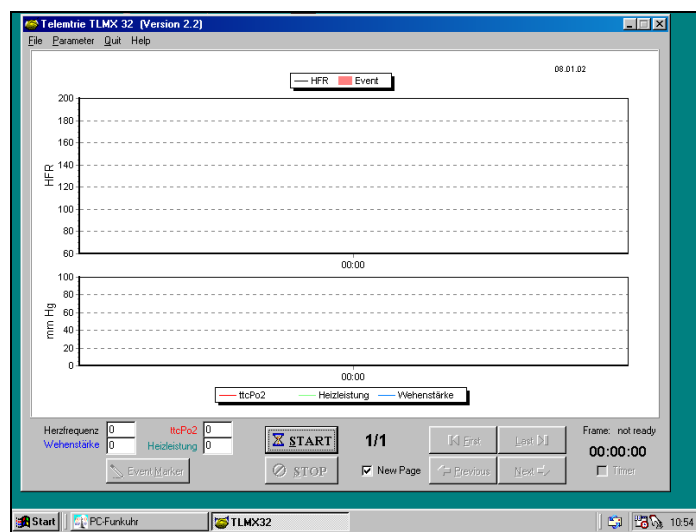 Telemtrie TLMX 32 (Version 2.2)
File Parameter Quit Help
08.01.02
HFR Event
200
180
160
140
120
100
80
60
HFR
00:00
100
80
60
40
20
0
mm Hg
00:00
ttcPo2 Heizleistung Wehenstärke
Herzfrequenz 0 ttcPo2 0
Wehenstärke 0 Heizleistung 0
Event Marker
START
STOP
1/1
New Page
First Last
Previous Next
Frame: not ready
00:00:00
Timer
Start PC-Funkuhr TLMX32 10:54